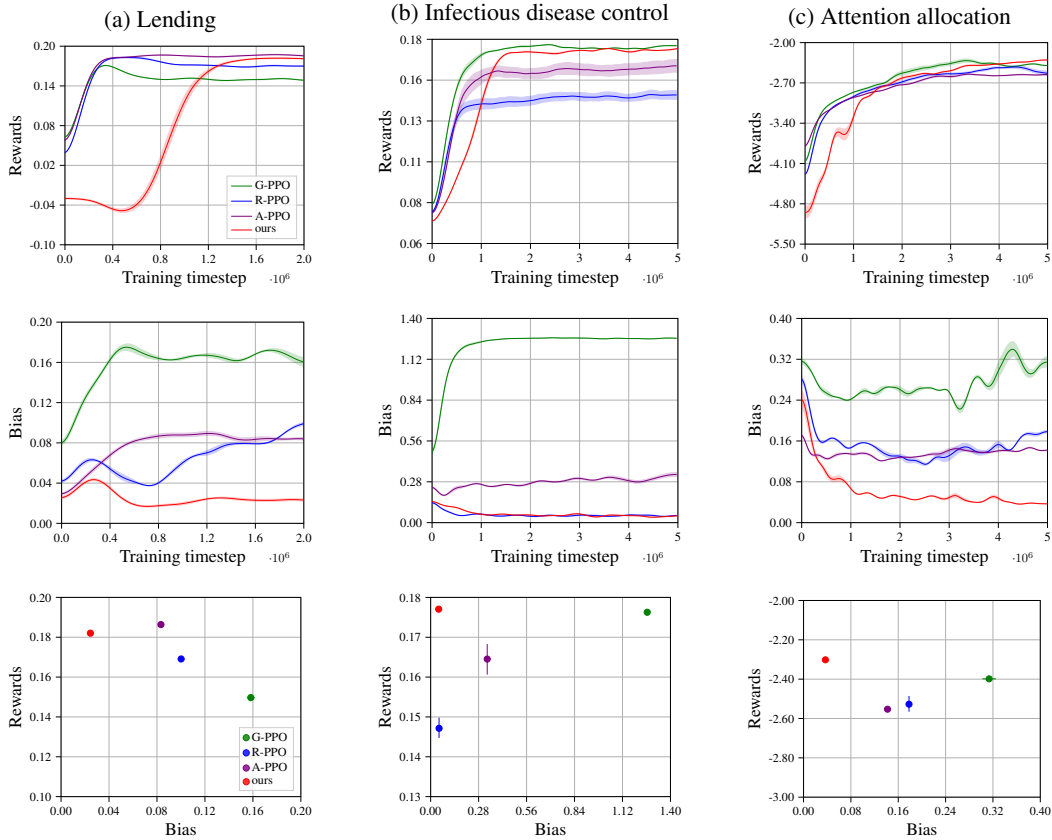 (a) Lending
(b) Infectious disease control
(c) Attention allocation
Rewards
0.20
0.14
0.08
0.02
-0.04
-0.10
G-PPO
R-PPO
A-PPO
ours
0.0 0.4 0.8 1.2 1.6 2.0
Training timestep ·10⁶
Rewards
0.18
0.16
0.13
0.11
0.08
0.06
0 1 2 3 4 5
Training timestep ·10⁶
Rewards
-2.00
-2.70
-3.40
-4.10
-4.80
-5.50
0 1 2 3 4 5
Training timestep ·10⁶
Bias
0.20
0.16
0.12
0.08
0.04
0.00
0.0 0.4 0.8 1.2 1.6 2.0
Training timestep ·10⁶
Bias
1.40
1.12
0.84
0.56
0.28
0.00
0 1 2 3 4 5
Training timestep ·10⁶
Bias
0.40
0.32
0.24
0.16
0.08
0.00
0 1 2 3 4 5
Training timestep ·10⁶
Rewards
0.20
0.18
0.16
0.14
0.12
0.10
G-PPO
R-PPO
A-PPO
ours
0.00 0.04 0.08 0.12 0.16 0.20
Bias
Rewards
0.18
0.17
0.16
0.15
0.14
0.13
0.00 0.28 0.56 0.84 1.12 1.40
Bias
Rewards
-2.00
-2.20
-2.40
-2.60
-2.80
-3.00
0.00 0.08 0.16 0.24 0.32 0.40
Bias